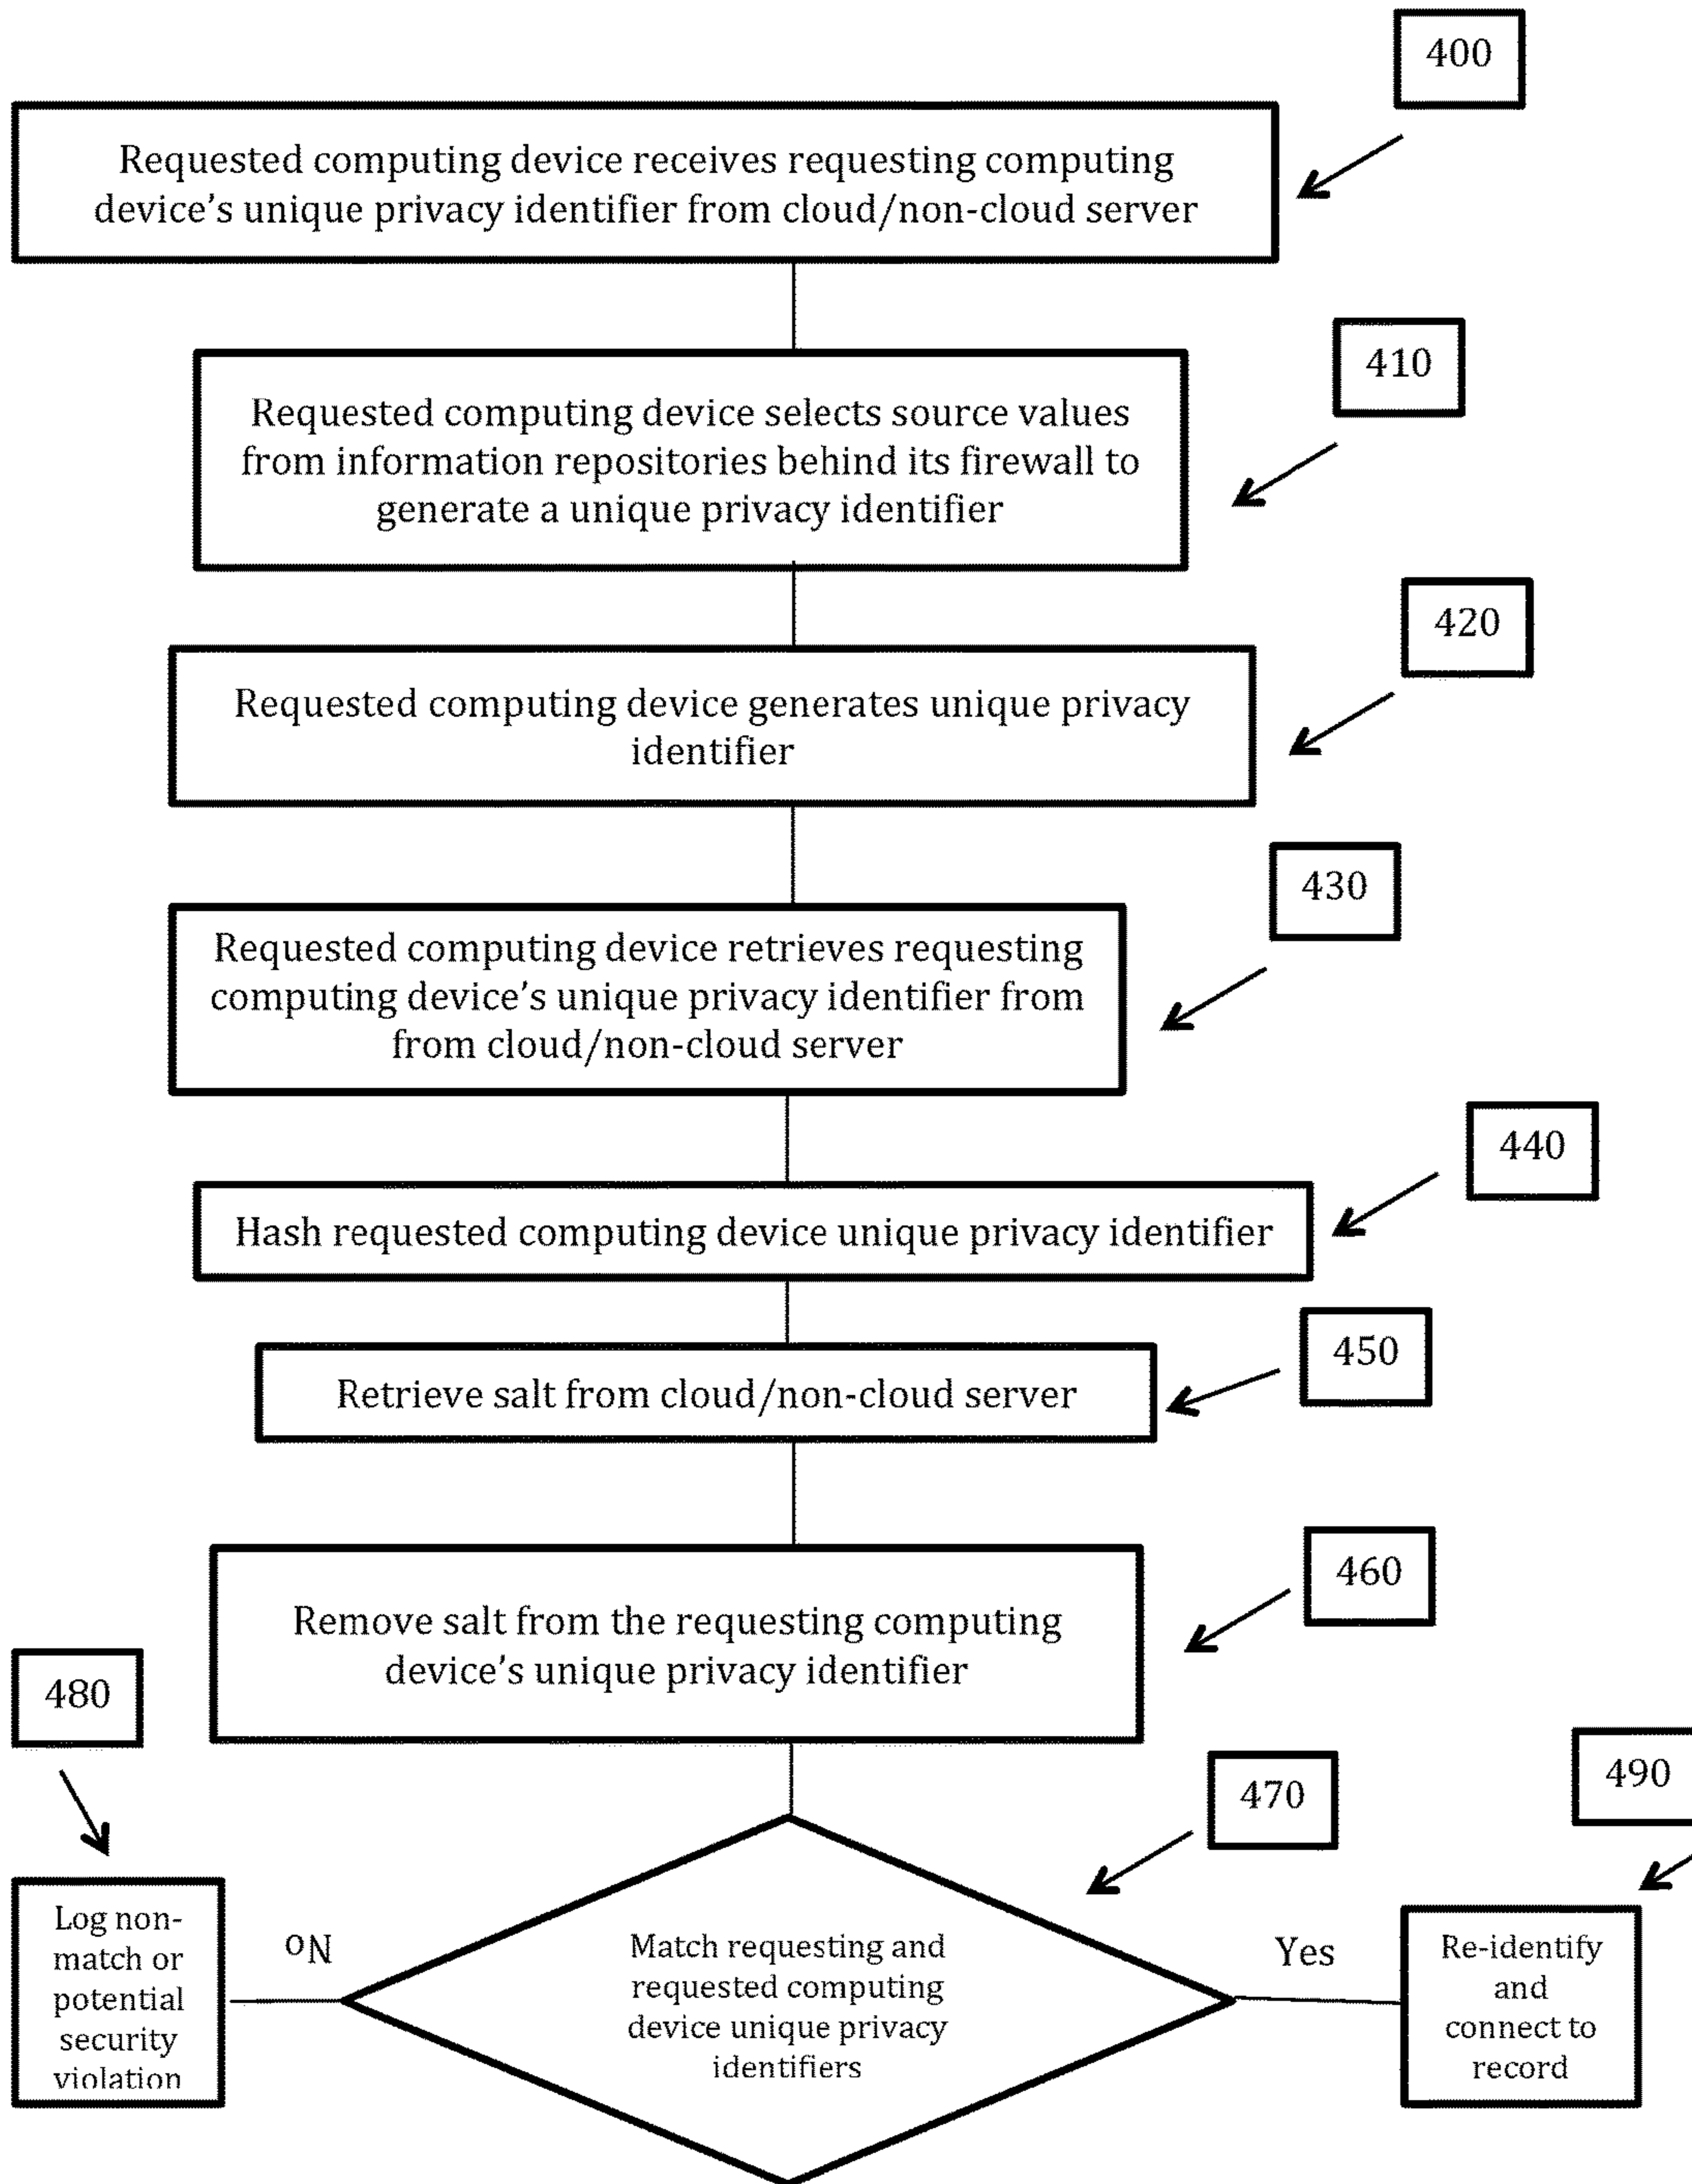 400
Requested computing device receives requesting computing
device’s unique privacy identifier from cloud/non-cloud server
410
Requested computing device selects source values
from information repositories behind its firewall to
generate a unique privacy identifier
420
Requested computing device generates unique privacy
identifier
430
Requested computing device retrieves requesting
computing device’s unique privacy identifier from
from cloud/non-cloud server
440
Hash requested computing device unique privacy identifier
450
Retrieve salt from cloud/non-cloud server
460
Remove salt from the requesting computing
device’s unique privacy identifier
480
490
470
Log non-
match or
potential
security
violation
No
Match requesting and
requested computing
device unique privacy
identifiers
Yes
Re-identify
and
connect to
record